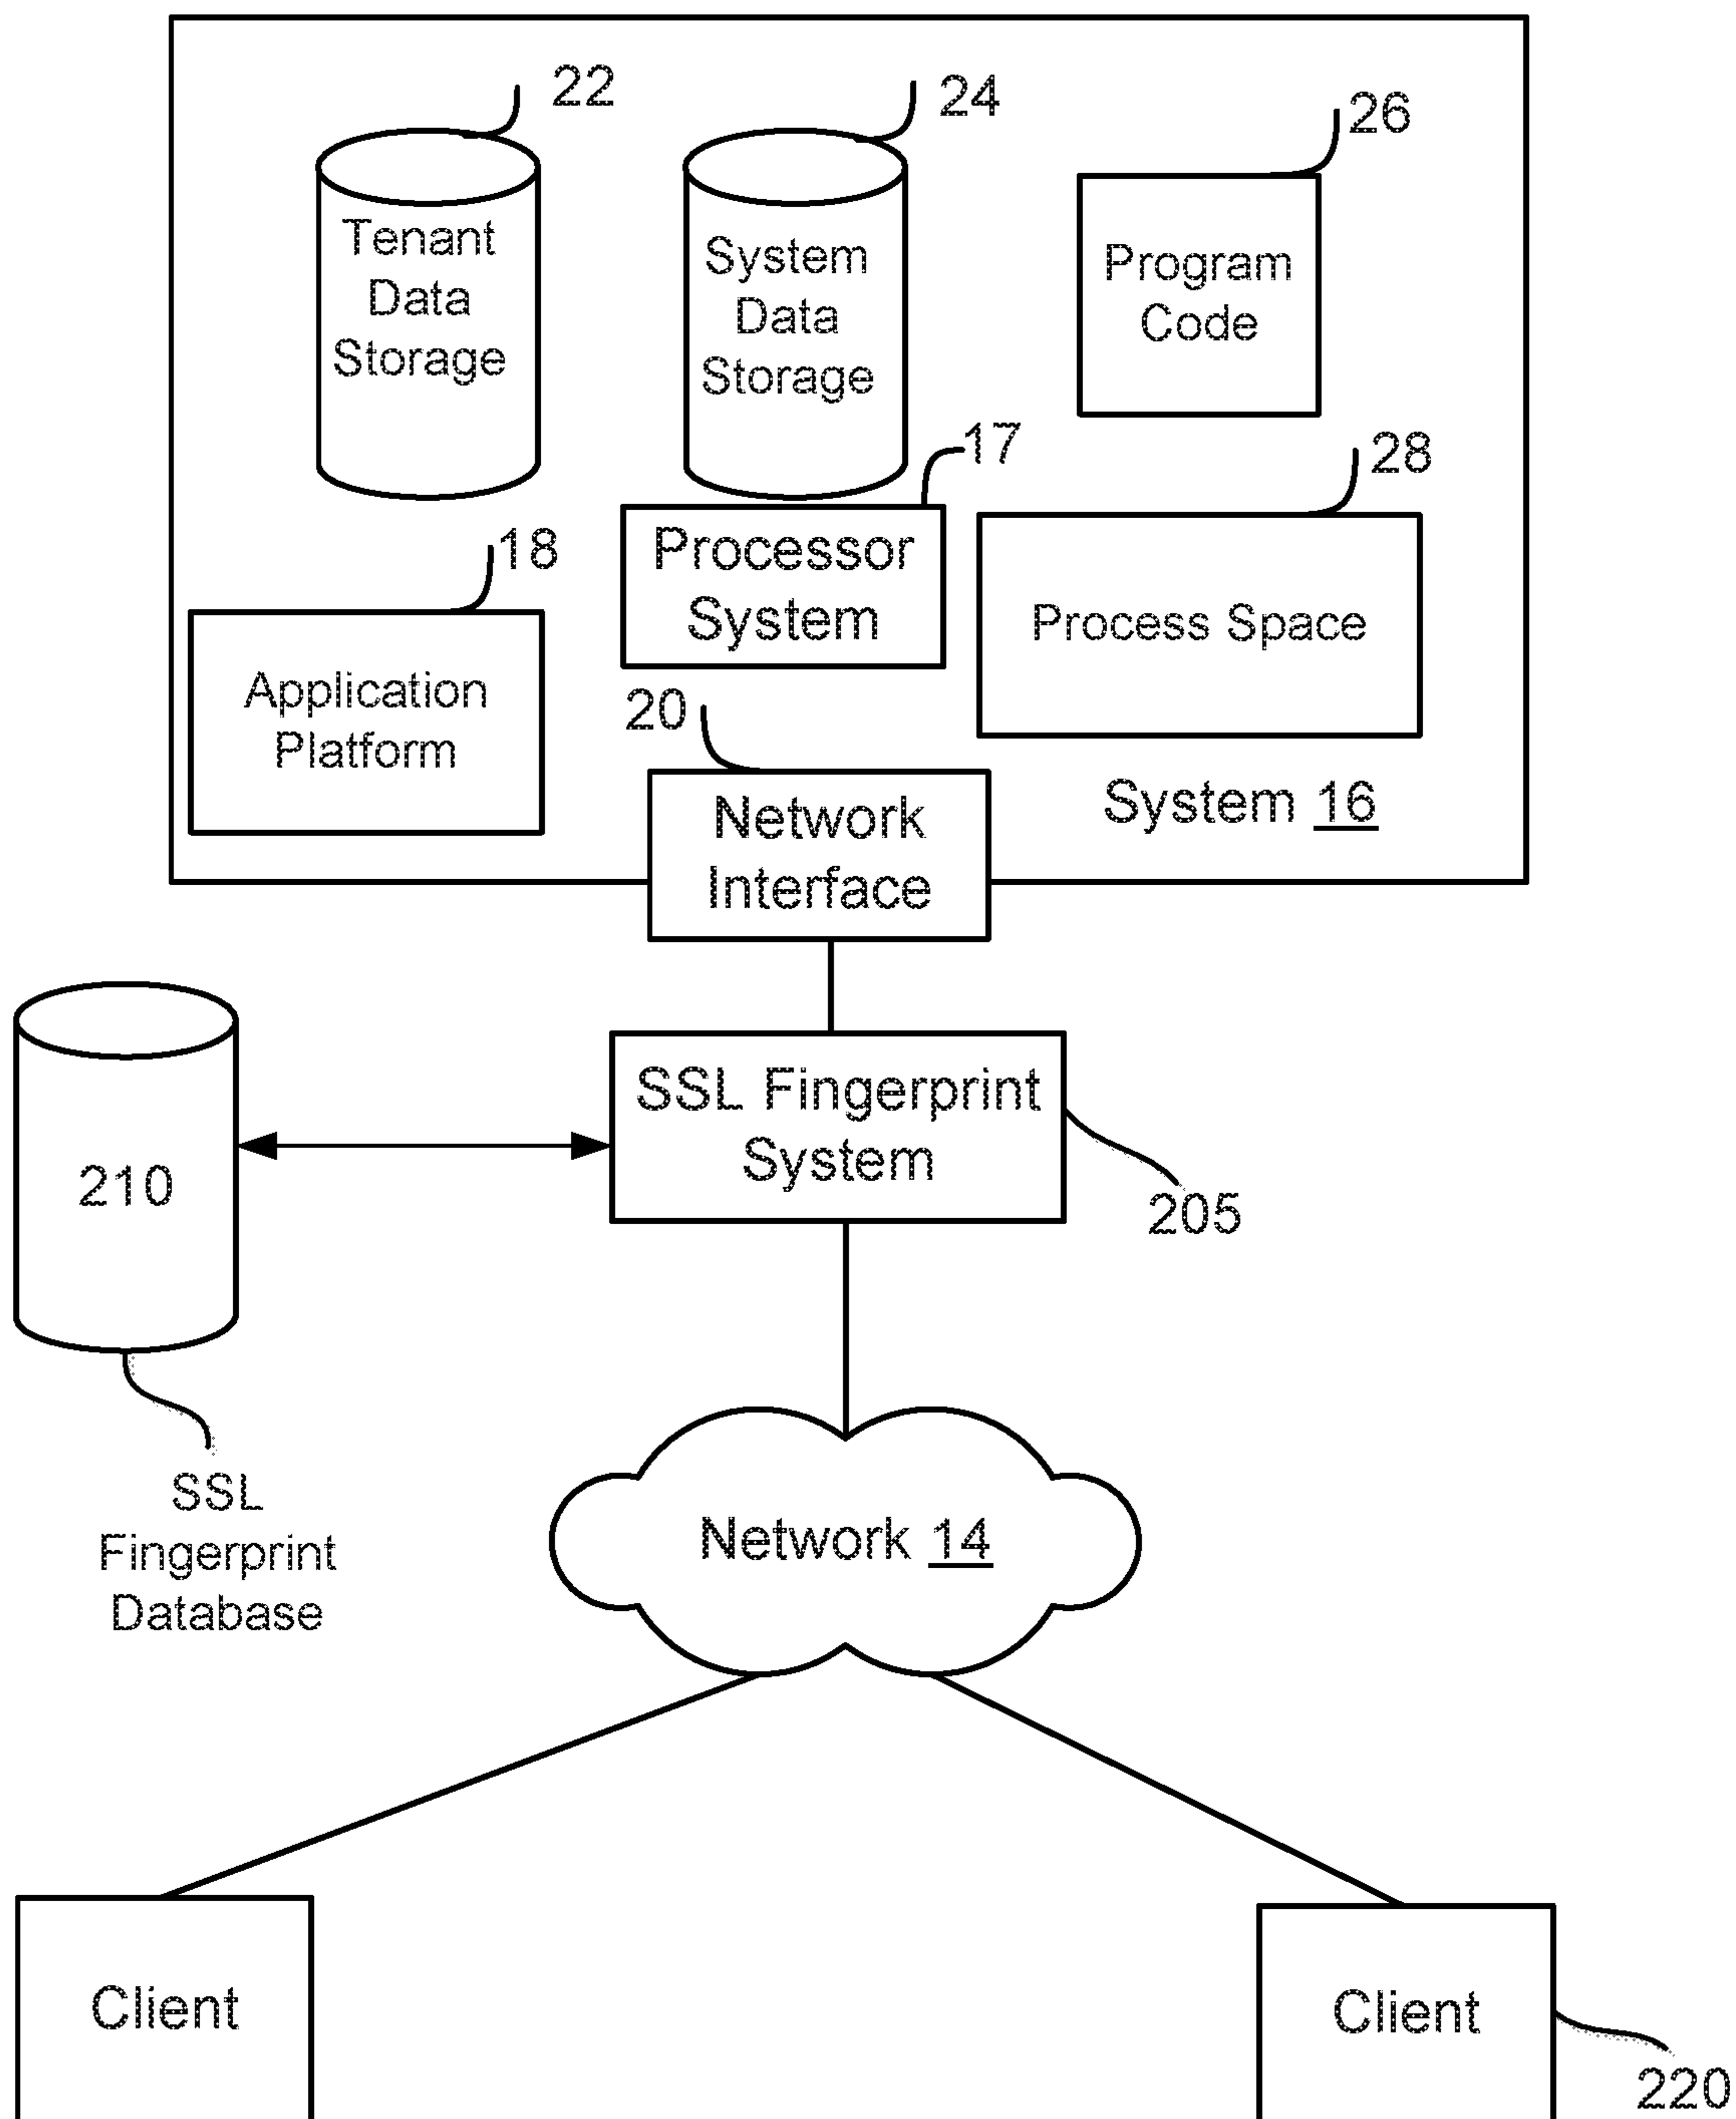 22
24
26
Tenant
Data
Storage
System
Data
Storage
Program
Code
17
28
18
Processor
System
Process Space
Application
Platform
20
Network
Interface
System 16
SSL Fingerprint
System
210
205
SSL
Fingerprint
Database
Network 14
Client
Client
220